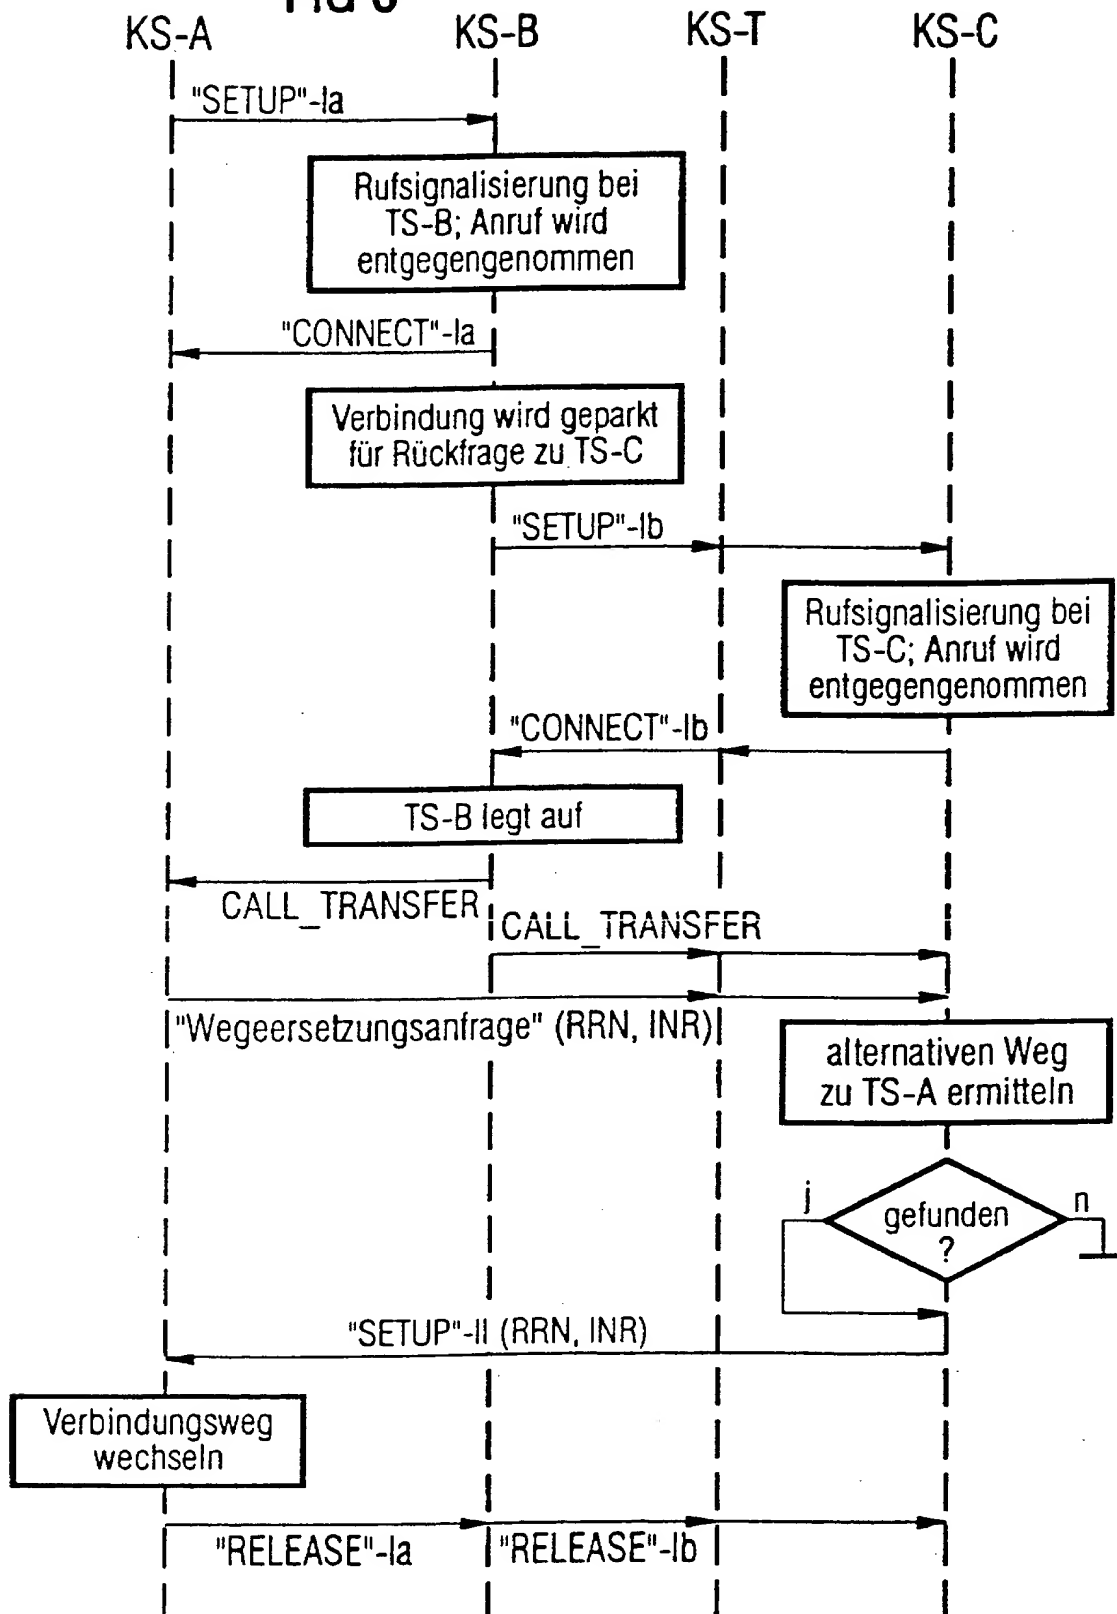 KS-A KS-B KS-T KS-C
"SETUP"-Ia
Rufsignalisierung bei
TS-B; Anruf wird
entgegengenommen
"CONNECT"-Ia
Verbindung wird geparkt
für Rückfrage zu TS-C
"SETUP"-Ib
Rufsignalisierung bei
TS-C; Anruf wird
entgegengenommen
"CONNECT"-Ib
TS-B legt auf
CALL_TRANSFER
CALL_TRANSFER
"Wegeersetzungsanfrage" (RRN, INR)
alternativen Weg
zu TS-A ermitteln
j
n
gefunden
?
"SETUP"-II (RRN, INR)
Verbindungsweg
wechseln
"RELEASE"-Ia
"RELEASE"-Ib